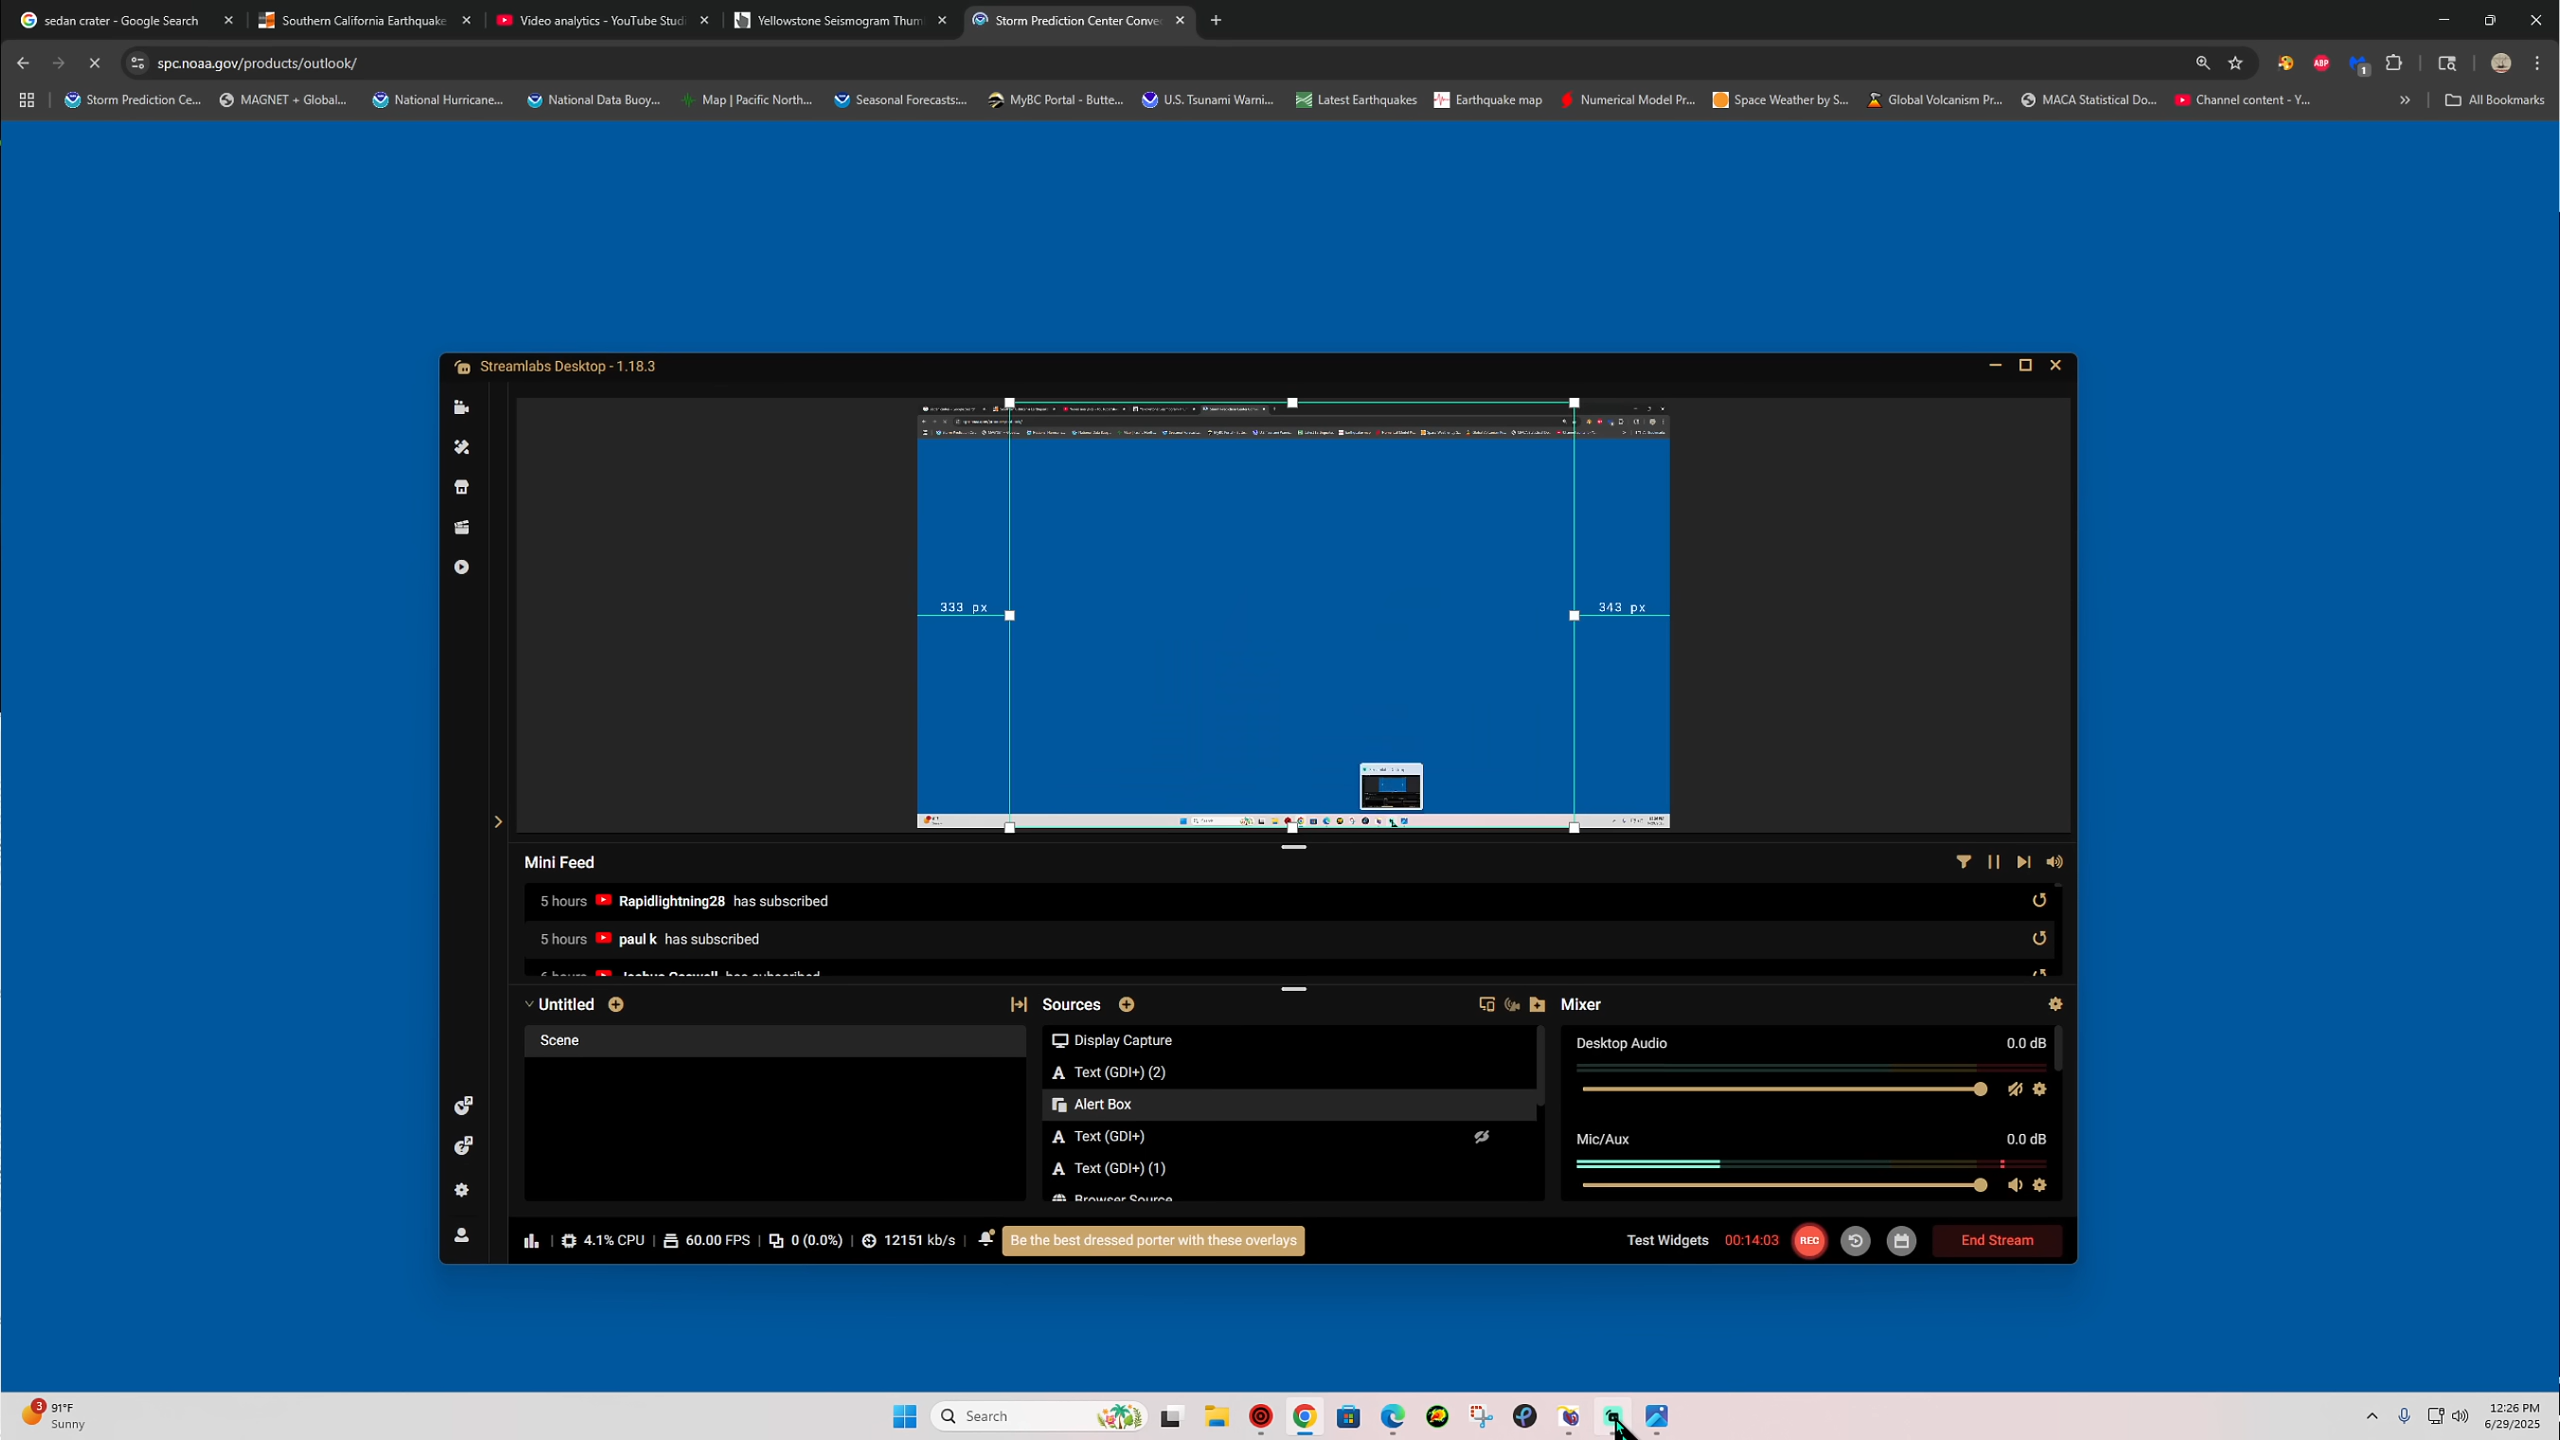 sedan crater - Google Search
Southern California Earthquake
Video analytics - YouTube Studi
Yellowstone Seismogram Thum
Storm Prediction Center Convec
spc.noaa.gov/products/outlook/
Storm Prediction Ce...
MAGNET + Global...
National Hurricane...
National Data Buoy...
Map | Pacific North...
Seasonal Forecasts:...
MyBC Portal - Butte...
U.S. Tsunami Warni...
Latest Earthquakes
Earthquake map
Numerical Model Pr...
Space Weather by S...
Global Volcanism Pr...
MACA Statistical Do...
Channel content - Y...
All Bookmarks
ABP
1
Streamlabs Desktop - 1.18.3
333 px
343 px
Mini Feed
5 hours Rapidlightning28 has subscribed
5 hours paul k has subscribed
Untitled
Scene
Sources
Display Capture
Text (GDI+) (2)
Alert Box
Text (GDI+)
Text (GDI+) (1)
Browser Source
Mixer
Desktop Audio 0.0 dB
Mic/Aux 0.0 dB
4.1% CPU
60.00 FPS
0 (0.0%)
12151 kb/s
Be the best dressed porter with these overlays
Test Widgets
00:14:03
REC
End Stream
3
91°F
Sunny
Search
12:26 PM
6/29/2025